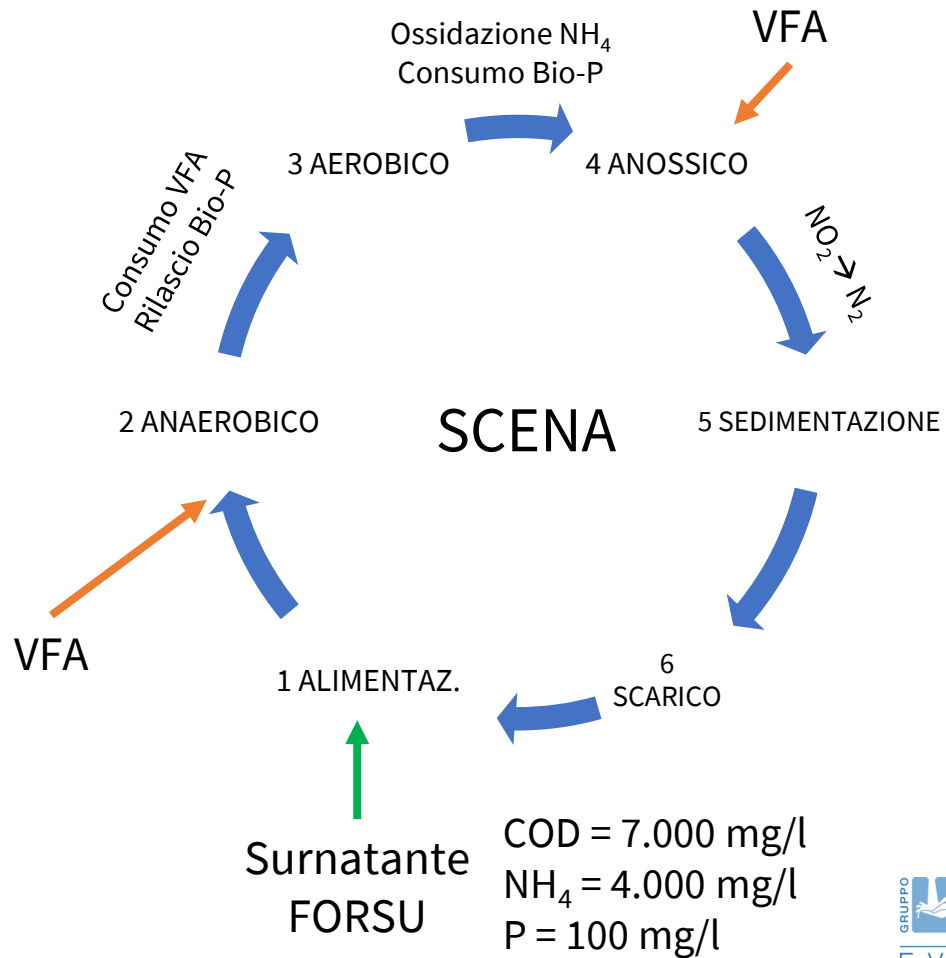 Ossidazione NH₄
Consumo Bio-P
VFA
3 AEROBICO
4 ANOSSICO
Consumo VFA
Rilascio Bio-P
NO₂ → N₂
2 ANAEROBICO
SCENA
5 SEDIMENTAZIONE
VFA
1 ALIMENTAZ.
6
SCARICO
Surnatante
FORSU
COD = 7.000 mg/l
NH₄ = 4.000 mg/l
P = 100 mg/l
GRUPPO